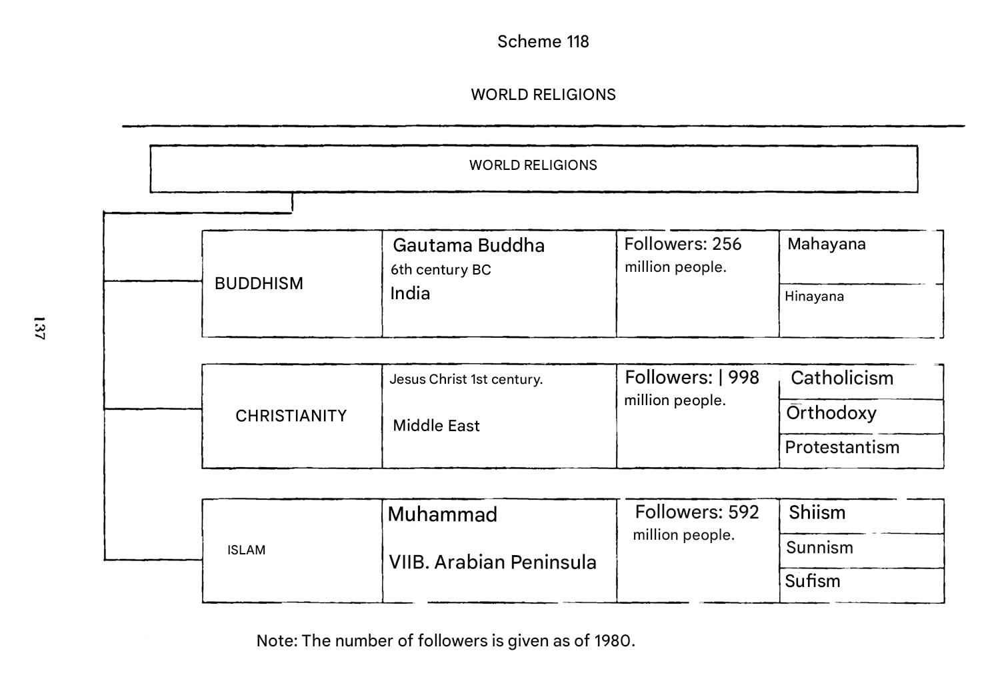 Scheme 118
WORLD RELIGIONS
WORLD RELIGIONS
BUDDHISM
Gautama Buddha
6th century BC
India
Followers: 256
million people.
Mahayana
Hinayana
137
CHRISTIANITY
Jesus Christ 1st century.
Middle East
Followers: | 998
million people.
Catholicism
Orthodoxy
Protestantism
ISLAM
Muhammad
VIIB. Arabian Peninsula
Followers: 592
million people.
Shiism
Sunnism
Sufism
Note: The number of followers is given as of 1980.